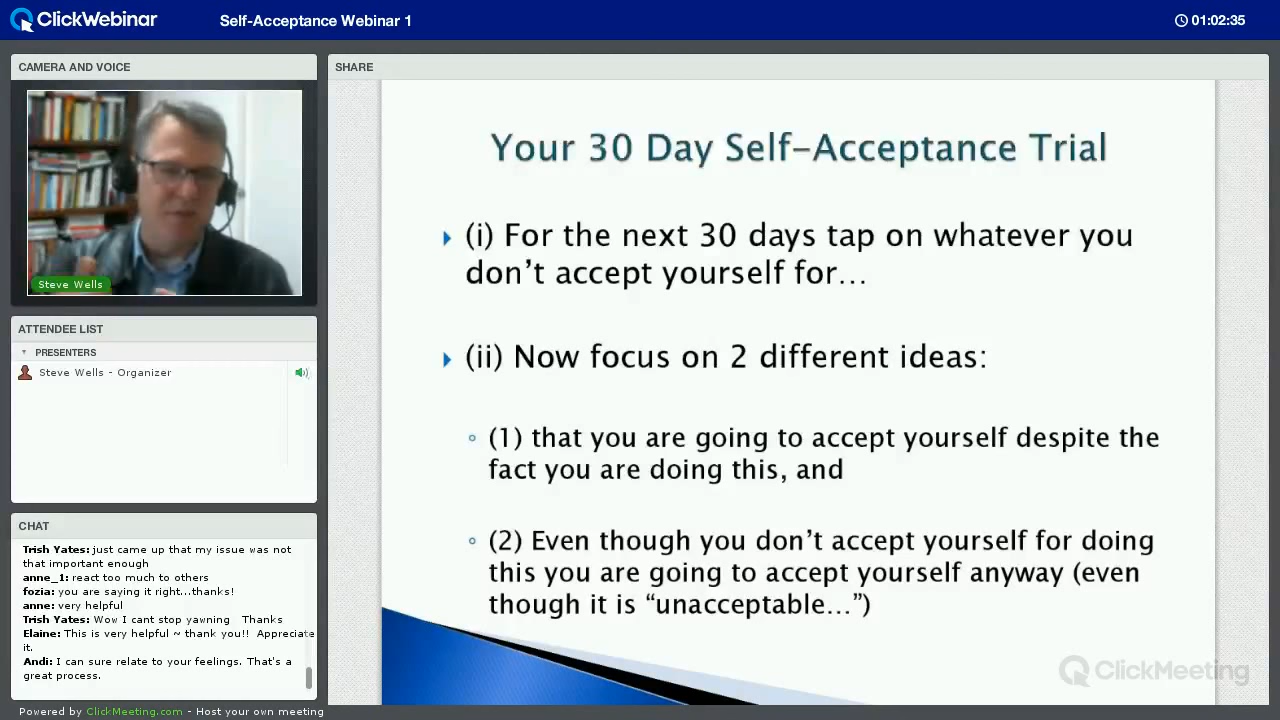 ClickWebinar
Self-Acceptance Webinar 1
01:02:35
CAMERA AND VOICE
Steve Wells
ATTENDEE LIST
PRESENTERS
Steve Wells - Organizer
CHAT
Trish Yates: just came up that my issue was not
that important enough
anne_1: react too much to others
fozia: you are saying it right...thanks!
anne: very helpful
Trish Yates: Wow I cant stop yawning Thanks
Elaine: This is very helpful ~ thank you!! Appreciate
it.
Andi: I can sure relate to your feelings. That's a
great process.
Powered by ClickMeeting.com - Host your own meeting
SHARE
Your 30 Day Self-Acceptance Trial
(i) For the next 30 days tap on whatever you
don't accept yourself for...
(ii) Now focus on 2 different ideas:
(1) that you are going to accept yourself despite the
fact you are doing this, and
(2) Even though you don't accept yourself for doing
this you are going to accept yourself anyway (even
though it is “unacceptable...”)
ClickMeeting